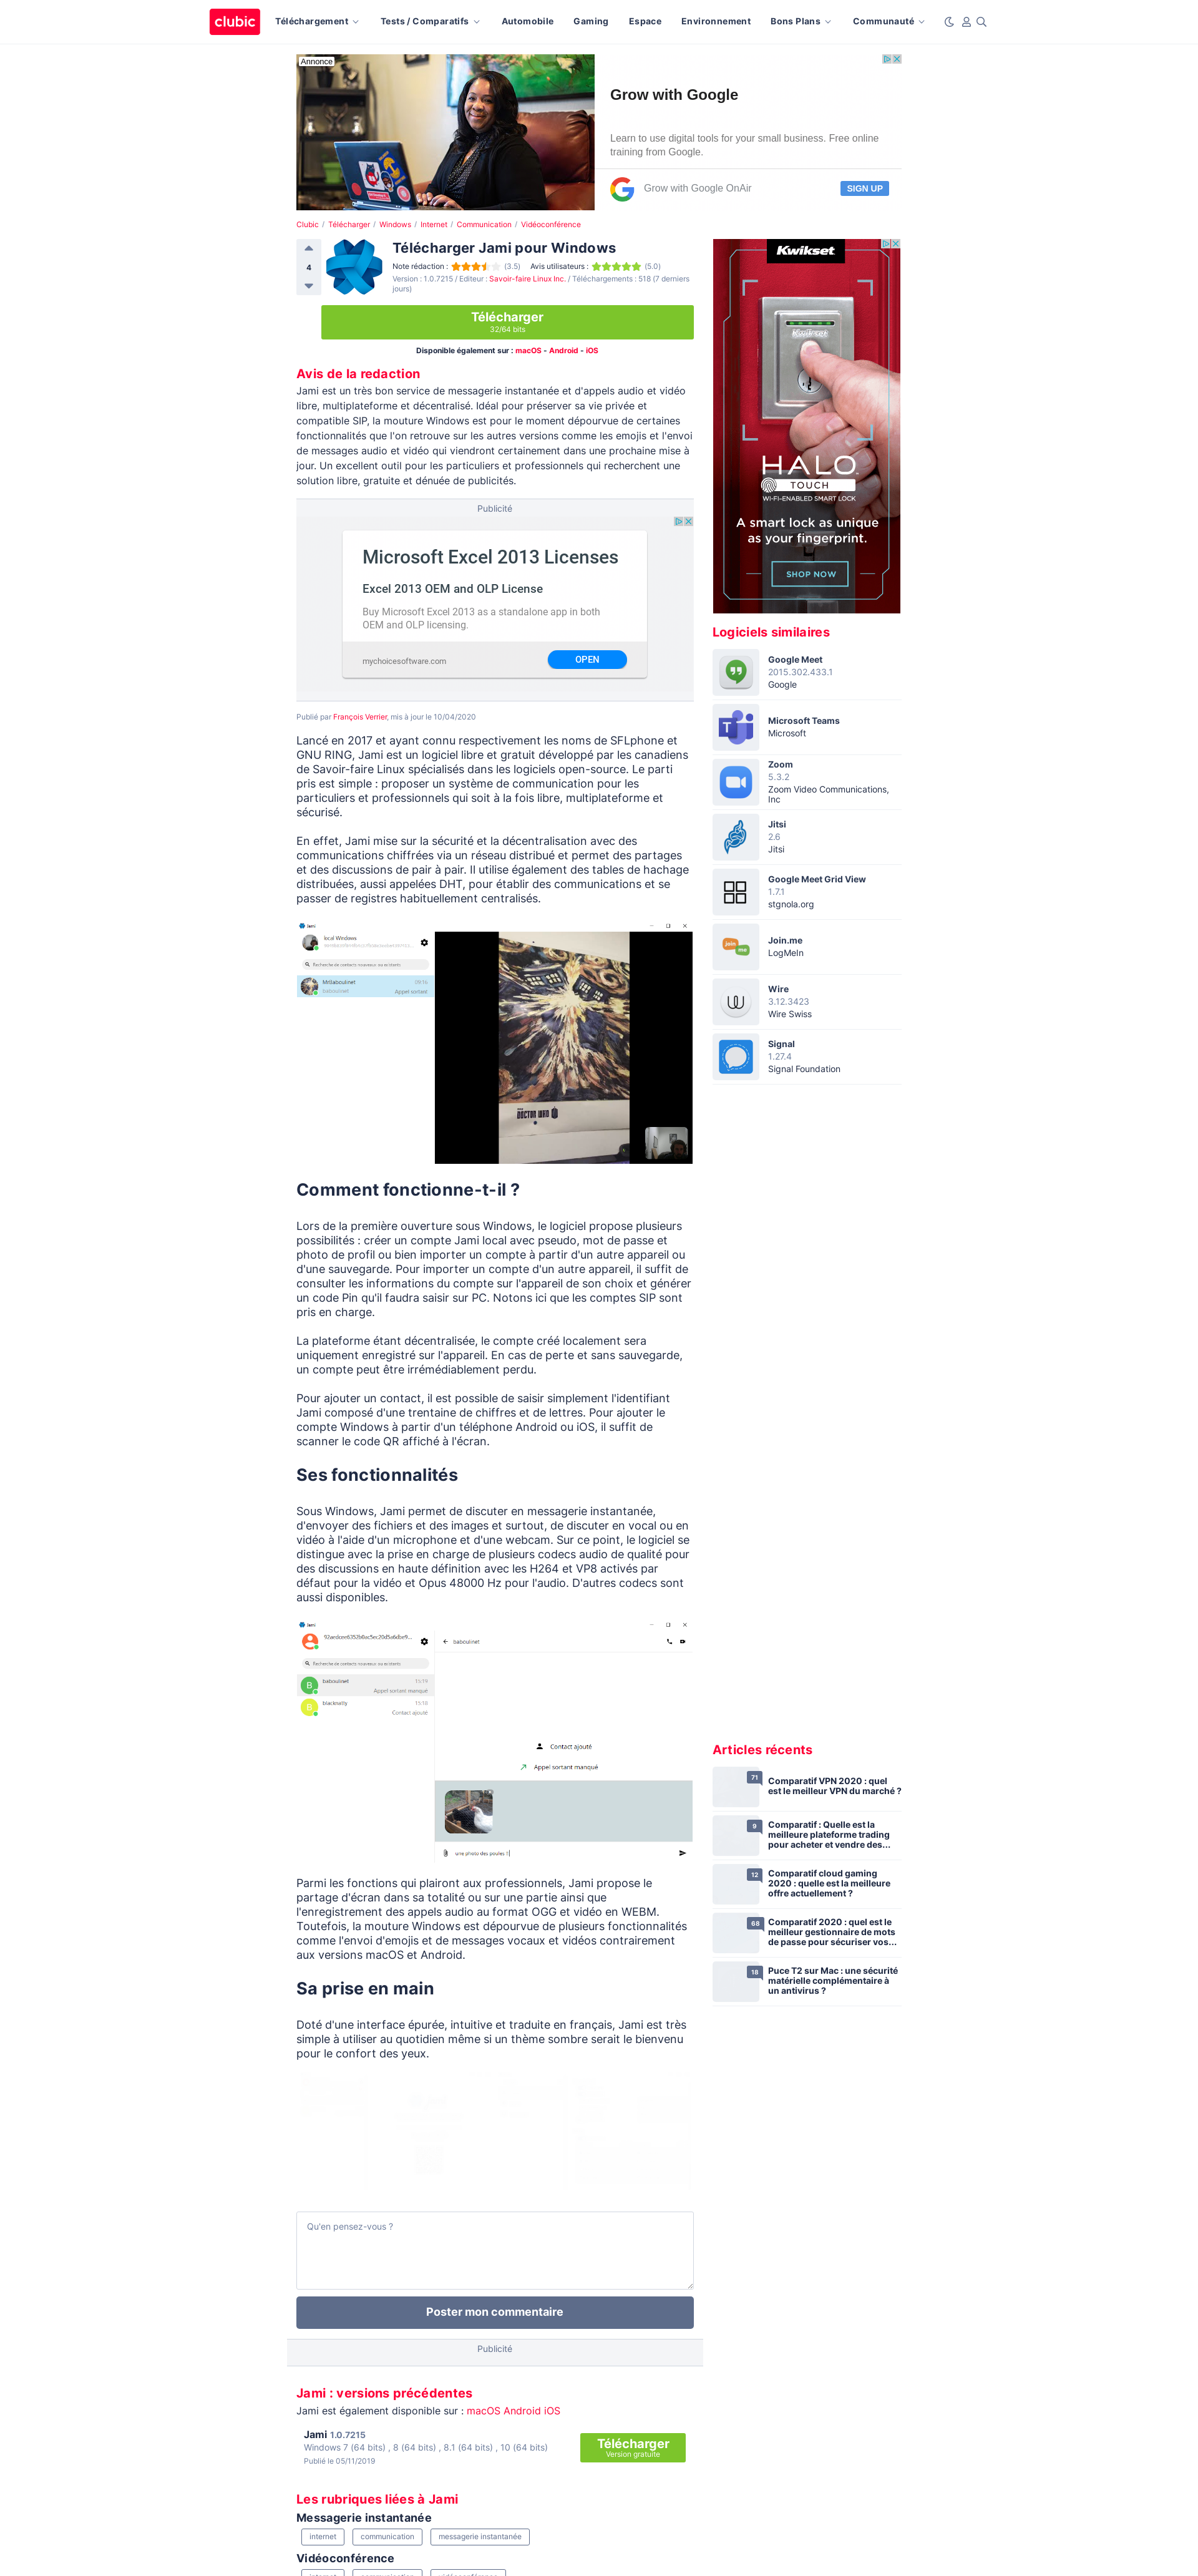 clubic
Téléchargement
Tests / Comparatifs
Automobile
Gaming
Espace
Environnement
Bons Plans
Communauté
Annonce
Grow with Google
Learn to use digital tools for your small business. Free online
training from Google.
Grow with Google OnAir
SIGN UP
Clubic / Télécharger / Windows / Internet / Communication / Vidéoconférence
4
Télécharger Jami pour Windows
Note rédaction : (3.5) Avis utilisateurs : (5.0)
Version : 1.0.7215 / Editeur : Savoir-faire Linux Inc. / Téléchargements : 518 (7 derniers
jours)
Télécharger
32/64 bits
Disponible également sur : macOS - Android - iOS
Avis de la redaction
Jami est un très bon service de messagerie instantanée et d'appels audio et vidéo
libre, multiplateforme et décentralisé. Idéal pour préserver sa vie privée et
compatible SIP, la mouture Windows est pour le moment dépourvue de certaines
fonctionnalités que l'on retrouve sur les autres versions comme les emojis et l'envoi
de messages audio et vidéo qui viendront certainement dans une prochaine mise à
jour. Un excellent outil pour les particuliers et professionnels qui recherchent une
solution libre, gratuite et dénuée de publicités.
Publicité
Microsoft Excel 2013 Licenses
Excel 2013 OEM and OLP License
Buy Microsoft Excel 2013 as a standalone app in both
OEM and OLP licensing.
mychoicesoftware.com
OPEN
Publié par François Verrier, mis à jour le 10/04/2020
Lancé en 2017 et ayant connu respectivement les noms de SFLphone et
GNU RING, Jami est un logiciel libre et gratuit développé par les canadiens
de Savoir-faire Linux spécialisés dans les logiciels open-source. Le parti
pris est simple : proposer un système de communication pour les
particuliers et professionnels qui soit à la fois libre, multiplateforme et
sécurisé.
En effet, Jami mise sur la sécurité et la décentralisation avec des
communications chiffrées via un réseau distribué et permet des partages
et des discussions de pair à pair. Il utilise également des tables de hachage
distribuées, aussi appelées DHT, pour établir des communications et se
passer de registres habituellement centralisés.
Jami
local Windows
Recherche de contacts nouveaux ou existants
Mrtlaboulinet
09:16
baboulinet
Appel sortant
DOCTOR WHO
Comment fonctionne-t-il ?
Lors de la première ouverture sous Windows, le logiciel propose plusieurs
possibilités : créer un compte Jami local avec pseudo, mot de passe et
photo de profil ou bien importer un compte à partir d'un autre appareil ou
d'une sauvegarde. Pour importer un compte d'un autre appareil, il suffit de
consulter les informations du compte sur l'appareil de son choix et générer
un code Pin qu'il faudra saisir sur PC. Notons ici que les comptes SIP sont
pris en charge.
La plateforme étant décentralisée, le compte créé localement sera
uniquement enregistré sur l'appareil. En cas de perte et sans sauvegarde,
un compte peut être irrémédiablement perdu.
Pour ajouter un contact, il est possible de saisir simplement l'identifiant
Jami composé d'une trentaine de chiffres et de lettres. Pour ajouter le
compte Windows à partir d'un téléphone Android ou iOS, il suffit de
scanner le code QR affiché à l'écran.
Ses fonctionnalités
Sous Windows, Jami permet de discuter en messagerie instantanée,
d'envoyer des fichiers et des images et surtout, de discuter en vocal ou en
vidéo à l'aide d'un microphone et d'une webcam. Sur ce point, le logiciel se
distingue avec la prise en charge de plusieurs codecs audio de qualité pour
des discussions en haute définition avec les H264 et VP8 activés par
défaut pour la vidéo et Opus 48000 Hz pour l'audio. D'autres codecs sont
aussi disponibles.
Jami
baboulinet
Recherche de contacts nouveaux ou existants
B
baboulinet
15:19
Appel sortant manqué
B
blacknelly
15:18
Contact ajouté
Contact ajouté
Appel sortant manqué
une photo des poules !
Parmi les fonctions qui plairont aux professionnels, Jami propose le
partage d'écran dans sa totalité ou sur une partie ainsi que
l'enregistrement des appels audio au format OGG et vidéo en WEBM.
Toutefois, la mouture Windows est dépourvue de plusieurs fonctionnalités
comme l'envoi d'emojis et de messages vocaux et vidéos contrairement
aux versions macOS et Android.
Sa prise en main
Doté d'une interface épurée, intuitive et traduite en français, Jami est très
simple à utiliser au quotidien même si un thème sombre serait le bienvenu
pour le confort des yeux.
Qu'en pensez-vous ?
Poster mon commentaire
Publicité
Jami : versions précédentes
Jami est également disponible sur : macOS Android iOS
Jami 1.0.7215
Windows 7 (64 bits) , 8 (64 bits) , 8.1 (64 bits) , 10 (64 bits)
Publié le 05/11/2019
Télécharger
Version gratuite
Les rubriques liées à Jami
Messagerie instantanée
internet
communication
messagerie instantanée
Vidéoconférence
Kwikset
HALO
TOUCH
WI-FI-ENABLED SMART LOCK
A smart lock as unique
as your fingerprint.
SHOP NOW
Logiciels similaires
Google Meet
2015.302.433.1
Google
Microsoft Teams
Microsoft
Zoom
5.3.2
Zoom Video Communications,
Inc
Jitsi
2.6
Jitsi
Google Meet Grid View
1.7.1
stgnola.org
join
me
Join.me
LogMeIn
Wire
3.12.3423
Wire Swiss
Signal
1.27.4
Signal Foundation
Articles récents
71
Comparatif VPN 2020 : quel
est le meilleur VPN du marché ?
9
Comparatif : Quelle est la
meilleure plateforme trading
pour acheter et vendre des...
12
Comparatif cloud gaming
2020 : quelle est la meilleure
offre actuellement ?
68
Comparatif 2020 : quel est le
meilleur gestionnaire de mots
de passe pour sécuriser vos...
18
Puce T2 sur Mac : une sécurité
matérielle complémentaire à
un antivirus ?